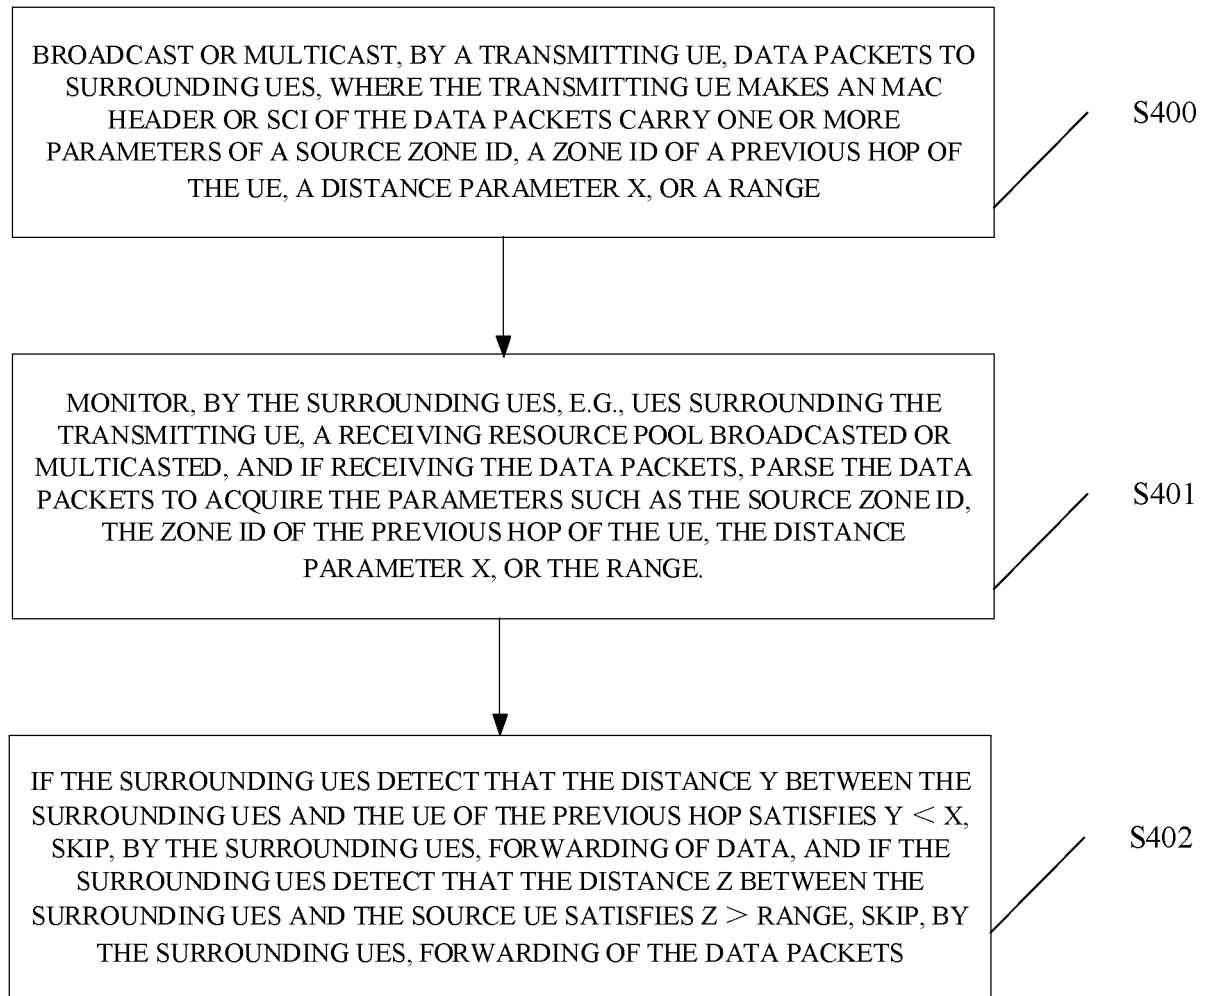 BROADCAST OR MULTICAST, BY A TRANSMITTING UE, DATA PACKETS TO
SURROUNDING UES, WHERE THE TRANSMITTING UE MAKES AN MAC
HEADER OR SCI OF THE DATA PACKETS CARRY ONE OR MORE
PARAMETERS OF A SOURCE ZONE ID, A ZONE ID OF A PREVIOUS HOP OF
THE UE, A DISTANCE PARAMETER X, OR A RANGE
S400
MONITOR, BY THE SURROUNDING UES, E.G., UES SURROUNDING THE
TRANSMITTING UE, A RECEIVING RESOURCE POOL BROADCASTED OR
MULTICASTED, AND IF RECEIVING THE DATA PACKETS, PARSE THE DATA
PACKETS TO ACQUIRE THE PARAMETERS SUCH AS THE SOURCE ZONE ID,
THE ZONE ID OF THE PREVIOUS HOP OF THE UE, THE DISTANCE
PARAMETER X, OR THE RANGE.
S401
IF THE SURROUNDING UES DETECT THAT THE DISTANCE Y BETWEEN THE
SURROUNDING UES AND THE UE OF THE PREVIOUS HOP SATISFIES Y < X,
SKIP, BY THE SURROUNDING UES, FORWARDING OF DATA, AND IF THE
SURROUNDING UES DETECT THAT THE DISTANCE Z BETWEEN THE
SURROUNDING UES AND THE SOURCE UE SATISFIES Z > RANGE, SKIP, BY
THE SURROUNDING UES, FORWARDING OF THE DATA PACKETS
S402